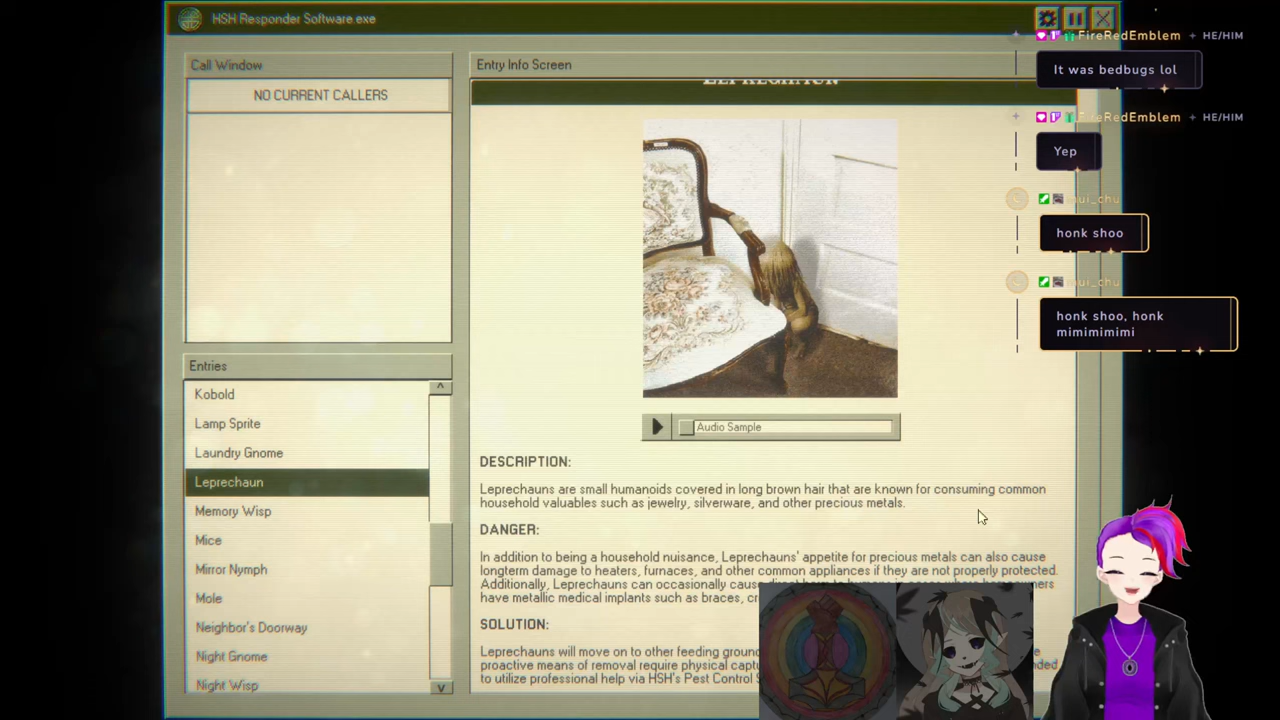 HSH Responder Software.exe
Call Window
NO CURRENT CALLERS
Entries
Kobold
Lamp Sprite
Laundry Gnome
Leprechaun
Memory Wisp
Mice
Mirror Nymph
Mole
Neighbor's Doorway
Night Gnome
Night Wisp
Entry Info Screen
LEPRECHAUN
Audio Sample
DESCRIPTION:
Leprechauns are small humanoids covered in long brown hair that are known for consuming common
household valuables such as jewelry, silverware, and other precious metals.
DANGER:
In addition to being a household nuisance, Leprechauns' appetite for precious metals can also cause
longterm damage to heaters, furnaces, and other common appliances if they are not properly protected.
Additionally, Leprechauns can occasionally cause
have metallic medical implants such as braces,
SOLUTION:
Leprechauns will move on to other feeding
proactive means of removal require physical
to utilize professional help via HSH's Pest Control
FireRedEmblem + HE/HIM
It was bedbugs lol
FireRedEmblem + HE/HIM
Yep
honk shoo
honk shoo, honk
mimimimimi